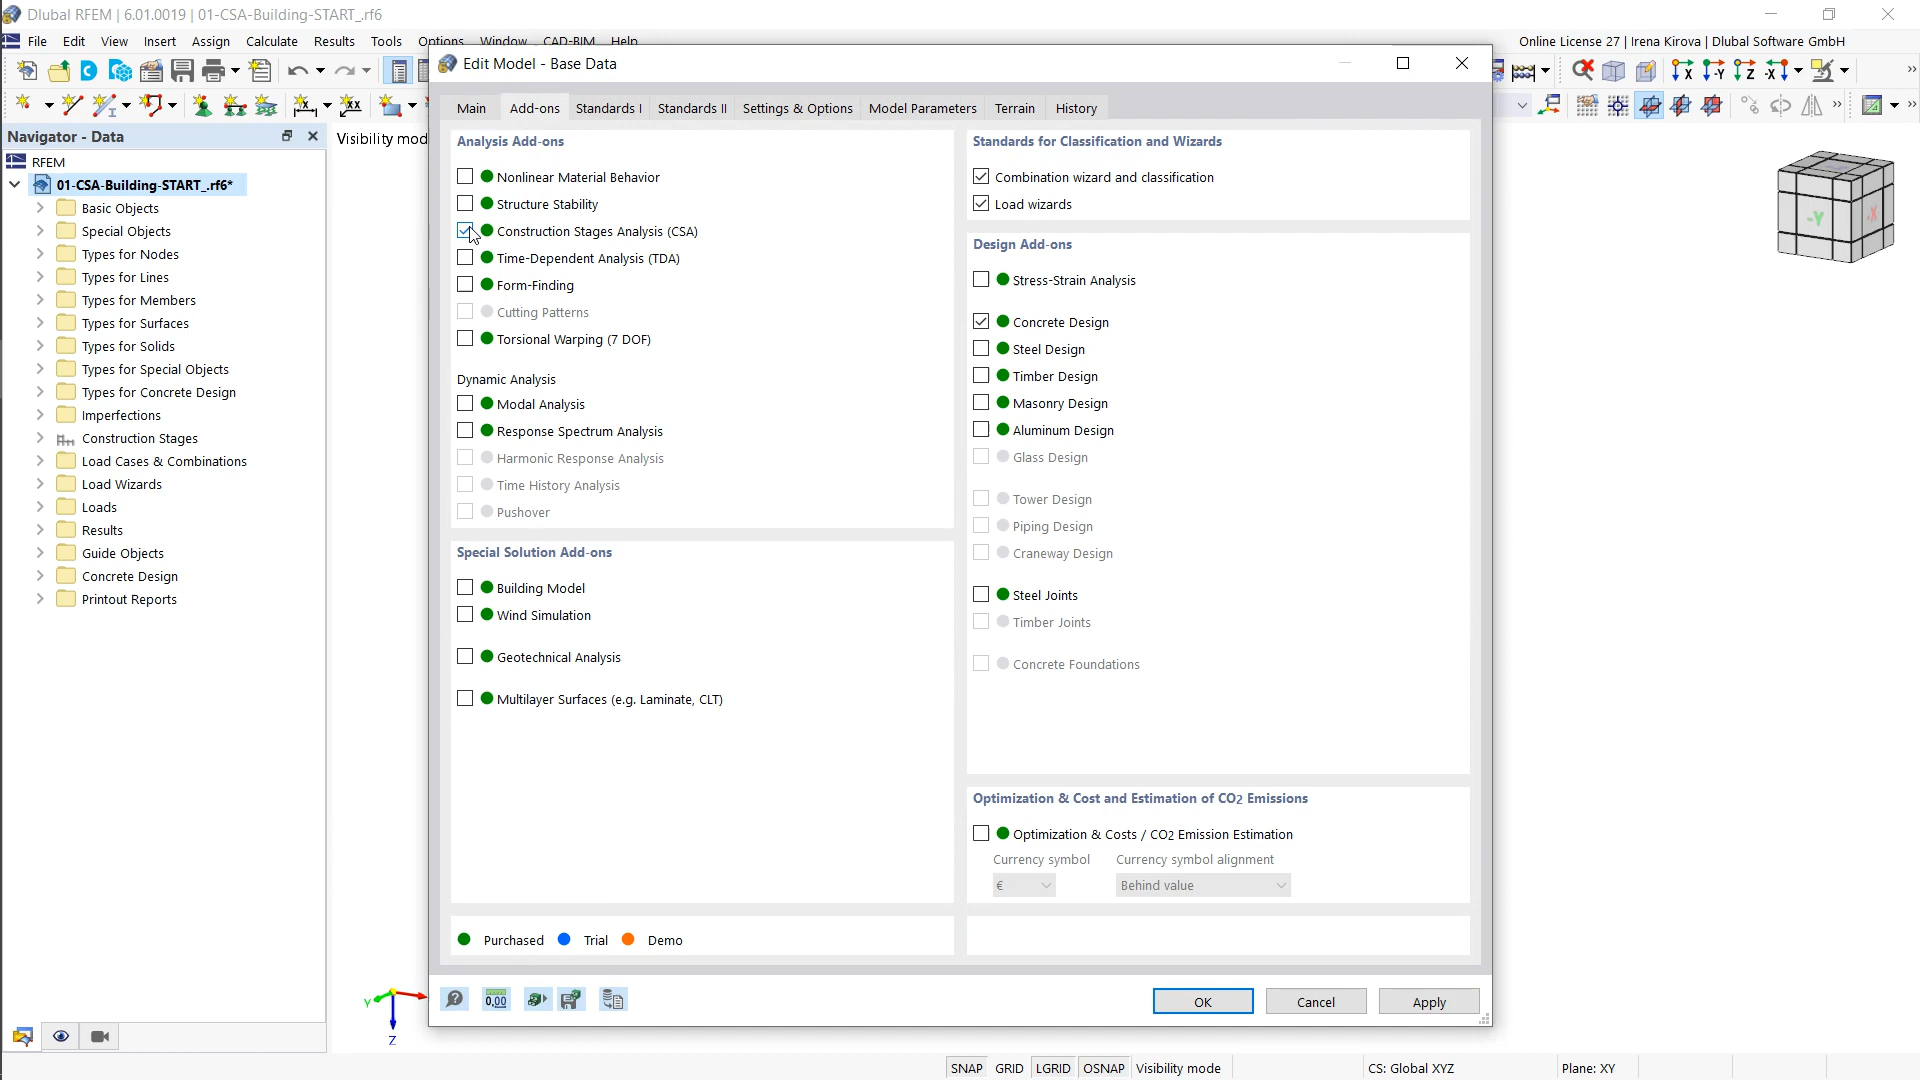 Dlubal RFEM | 6.01.0019 | 01-CSA-Building-START_.rf6
File Edit View Insert Assign Calculate Results Tools Options Window CAD-BIM Help
Online License 27 | Irena Kirova | Dlubal Software GmbH
Navigator - Data
RFEM
01-CSA-Building-START_.rf6*
Basic Objects
Special Objects
Types for Nodes
Types for Lines
Types for Members
Types for Surfaces
Types for Solids
Types for Special Objects
Types for Concrete Design
Imperfections
Construction Stages
Load Cases & Combinations
Load Wizards
Loads
Results
Guide Objects
Concrete Design
Printout Reports
Visibility mod
Edit Model - Base Data
Main Add-ons Standards I Standards II Settings & Options Model Parameters Terrain History
Analysis Add-ons
Nonlinear Material Behavior
Structure Stability
Construction Stages Analysis (CSA)
Time-Dependent Analysis (TDA)
Form-Finding
Cutting Patterns
Torsional Warping (7 DOF)
Dynamic Analysis
Modal Analysis
Response Spectrum Analysis
Harmonic Response Analysis
Time History Analysis
Pushover
Special Solution Add-ons
Building Model
Wind Simulation
Geotechnical Analysis
Multilayer Surfaces (e.g. Laminate, CLT)
Purchased Trial Demo
Standards for Classification and Wizards
Combination wizard and classification
Load wizards
Design Add-ons
Stress-Strain Analysis
Concrete Design
Steel Design
Timber Design
Masonry Design
Aluminum Design
Glass Design
Tower Design
Piping Design
Craneway Design
Steel Joints
Timber Joints
Concrete Foundations
Optimization & Cost and Estimation of CO2 Emissions
Optimization & Costs / CO2 Emission Estimation
Currency symbol Currency symbol alignment
€ Behind value
0,00
OK Cancel Apply
-Y -X
Y
Z
SNAP GRID LGRID OSNAP Visibility mode CS: Global XYZ Plane: XY